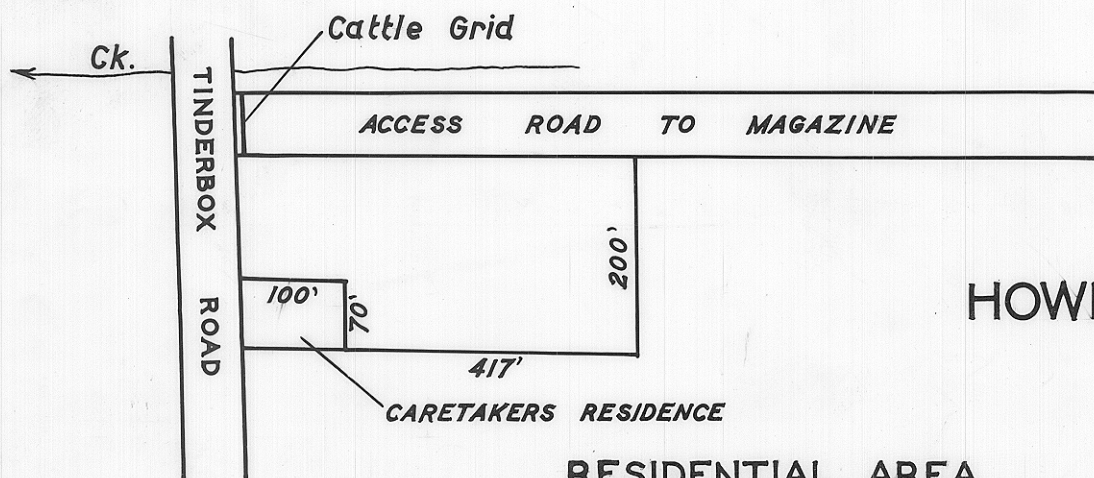 Cattle Grid
Ck.
TINDERBOX ROAD
ACCESS ROAD TO MAGAZINE
200'
100'
70'
417'
CARETAKERS RESIDENCE
RESIDENTIAL AREA